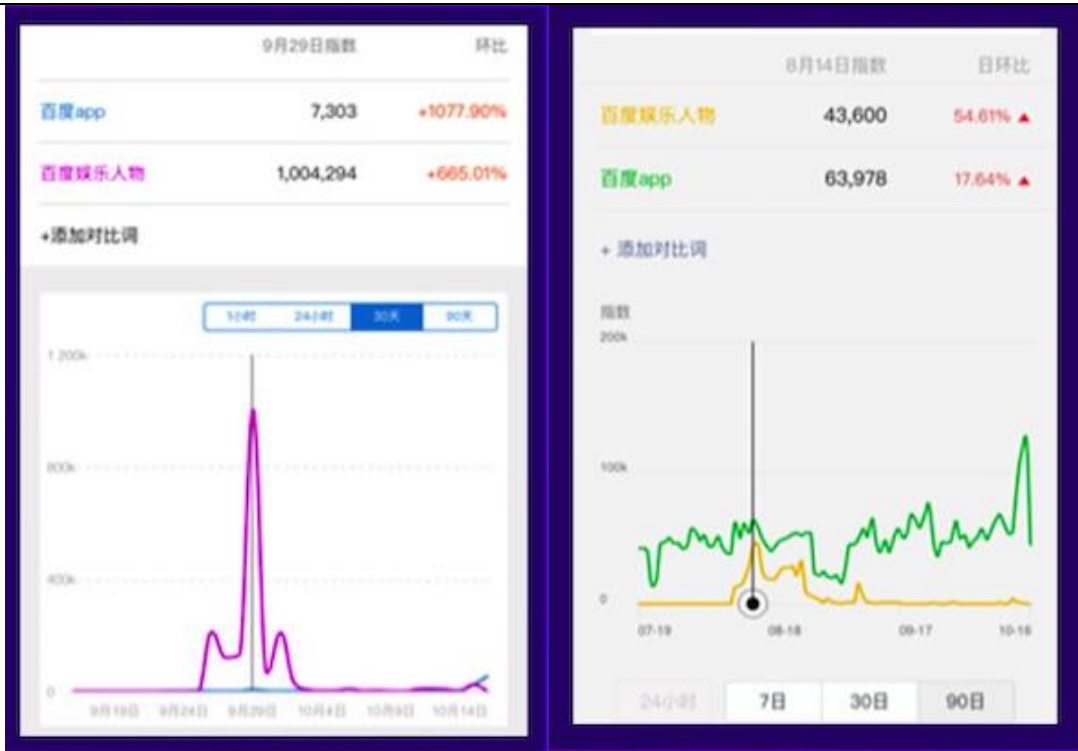 9月29日指数 环比
百度app 7,303 +1077.90%
百度娱乐人物 1,004,294 +665.01%
+添加对比词
1小时 24小时 30天 90天
1 200k
800k
400k
0
9月19日 9月24日 9月29日 10月4日 10月9日 10月14日
8月14日指数 日环比
百度娱乐人物 43,600 54.61% ▲
百度app 63,978 17.64% ▲
+ 添加对比词
指数
200k
100k
0
07-19 08-18 09-17 10-16
24小时 7日 30日 90日